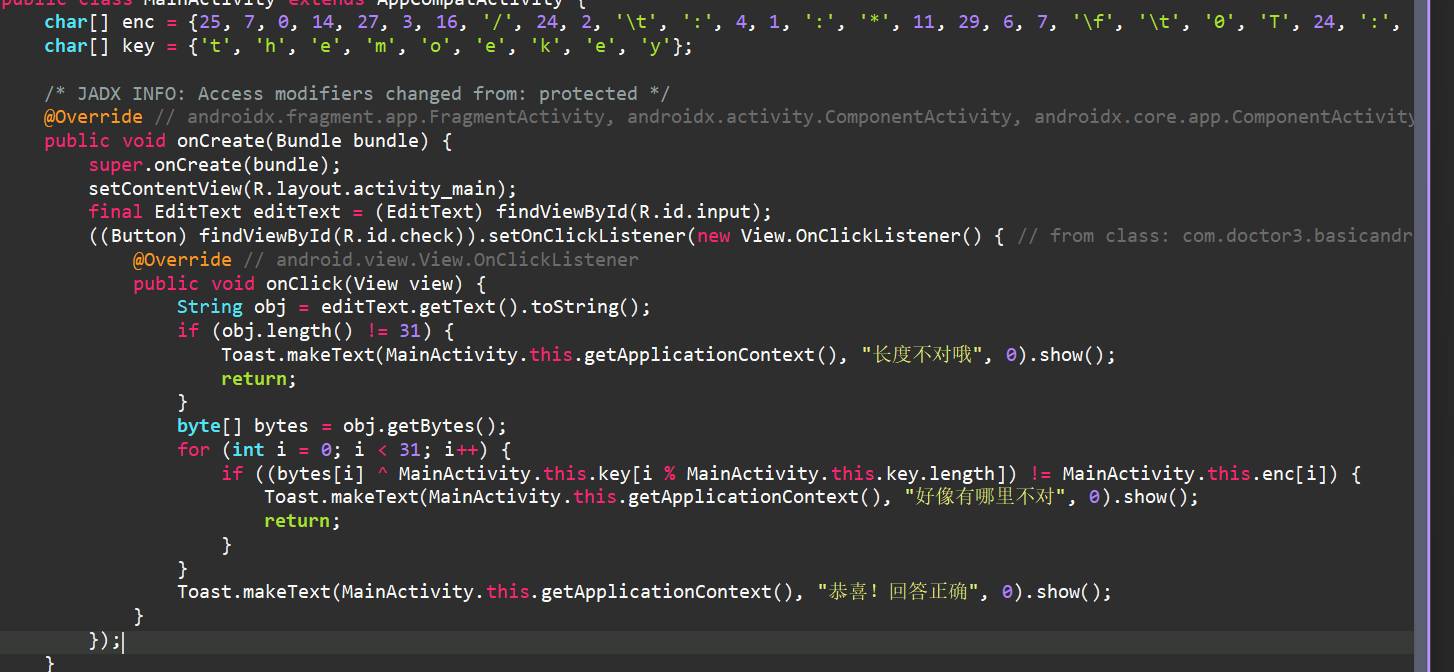 public class MainActivity extends AppCompatActivity {
char[] enc = {25, 7, 0, 14, 27, 3, 16, '/', 24, 2, '\t', ':', 4, 1, ':', '*', 11, 29, 6, 7, '\f', '\t', '0', 'T', 24, ':',
char[] key = {'t', 'h', 'e', 'm', 'o', 'e', 'k', 'e', 'y'};
/* JADX INFO: Access modifiers changed from: protected */
@Override // androidx.fragment.app.FragmentActivity, androidx.activity.ComponentActivity, androidx.core.app.ComponentActivity
public void onCreate(Bundle bundle) {
super.onCreate(bundle);
setContentView(R.layout.activity_main);
final EditText editText = (EditText) findViewById(R.id.input);
((Button) findViewById(R.id.check)).setOnClickListener(new View.OnClickListener() { // from class: com.doctor3.basicandr
@Override // android.view.View.OnClickListener
public void onClick(View view) {
String obj = editText.getText().toString();
if (obj.length() != 31) {
Toast.makeText(MainActivity.this.getApplicationContext(), "长度不对哦", 0).show();
return;
}
byte[] bytes = obj.getBytes();
for (int i = 0; i < 31; i++) {
if ((bytes[i] ^ MainActivity.this.key[i % MainActivity.this.key.length]) != MainActivity.this.enc[i]) {
Toast.makeText(MainActivity.this.getApplicationContext(), "好像有哪里不对", 0).show();
return;
}
}
Toast.makeText(MainActivity.this.getApplicationContext(), "恭喜！回答正确", 0).show();
}
});
}